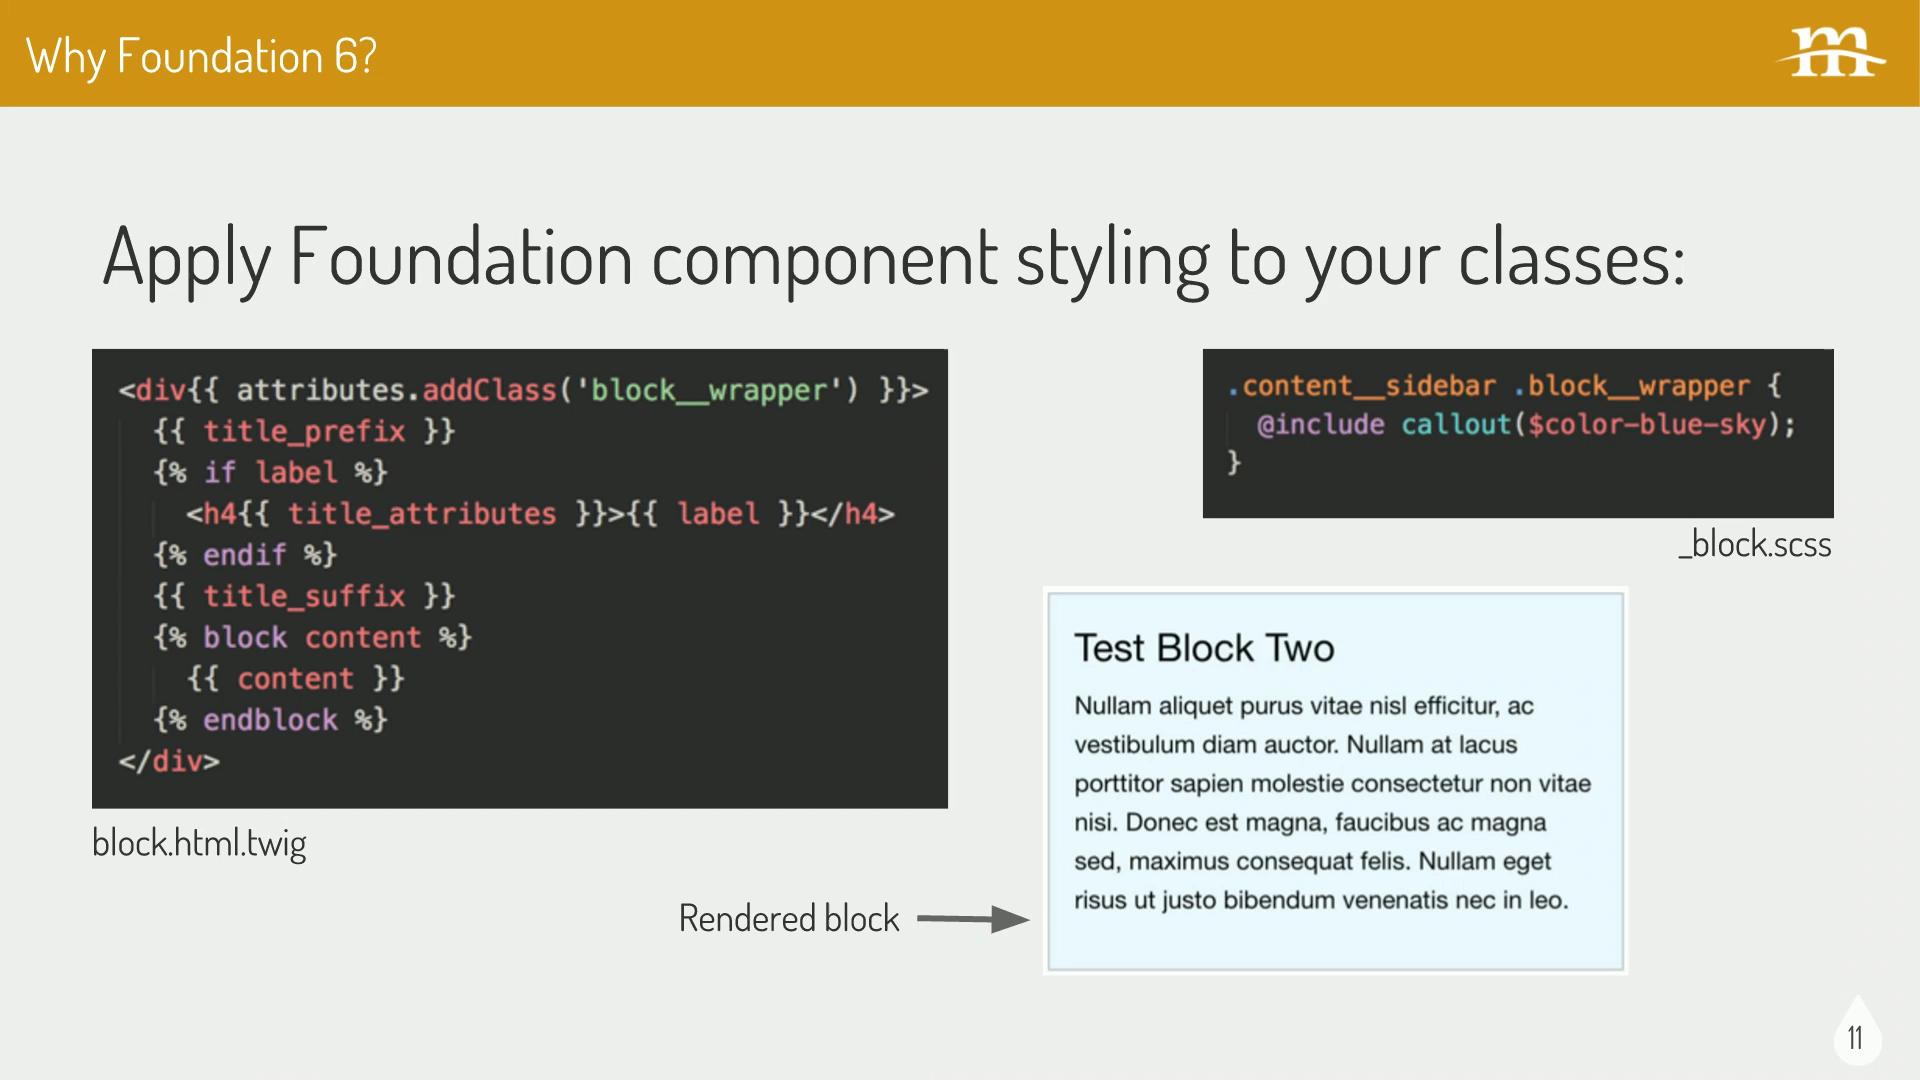 Why Foundation 6?
m
Apply Foundation component styling to your classes:
<div{{ attributes.addClass('block__wrapper') }}>
  {{ title_prefix }}
  {% if label %}
    <h4{{ title_attributes }}>{{ label }}</h4>
  {% endif %}
  {{ title_suffix }}
  {% block content %}
    {{ content }}
  {% endblock %}
</div>
block.html.twig
.content__sidebar .block__wrapper {
  @include callout($color-blue-sky);
}
_block.scss
Rendered block
Test Block Two
Nullam aliquet purus vitae nisl efficitur, ac
vestibulum diam auctor. Nullam at lacus
porttitor sapien molestie consectetur non vitae
nisi. Donec est magna, faucibus ac magna
sed, maximus consequat felis. Nullam eget
risus ut justo bibendum venenatis nec in leo.
11